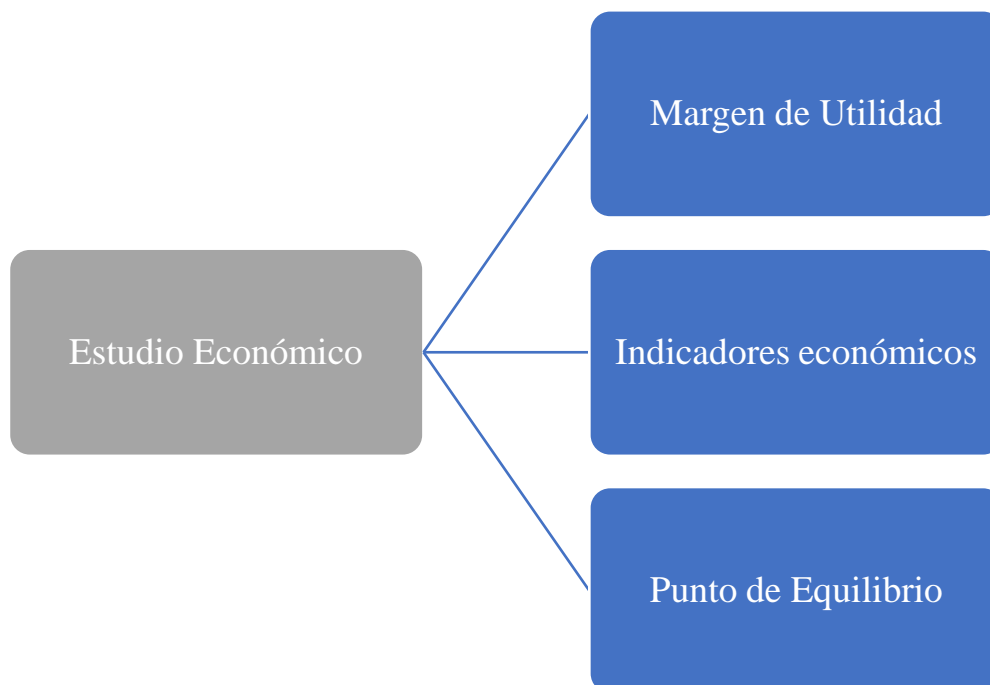 Margen de Utilidad
Estudio Económico
Indicadores económicos
Punto de Equilibrio